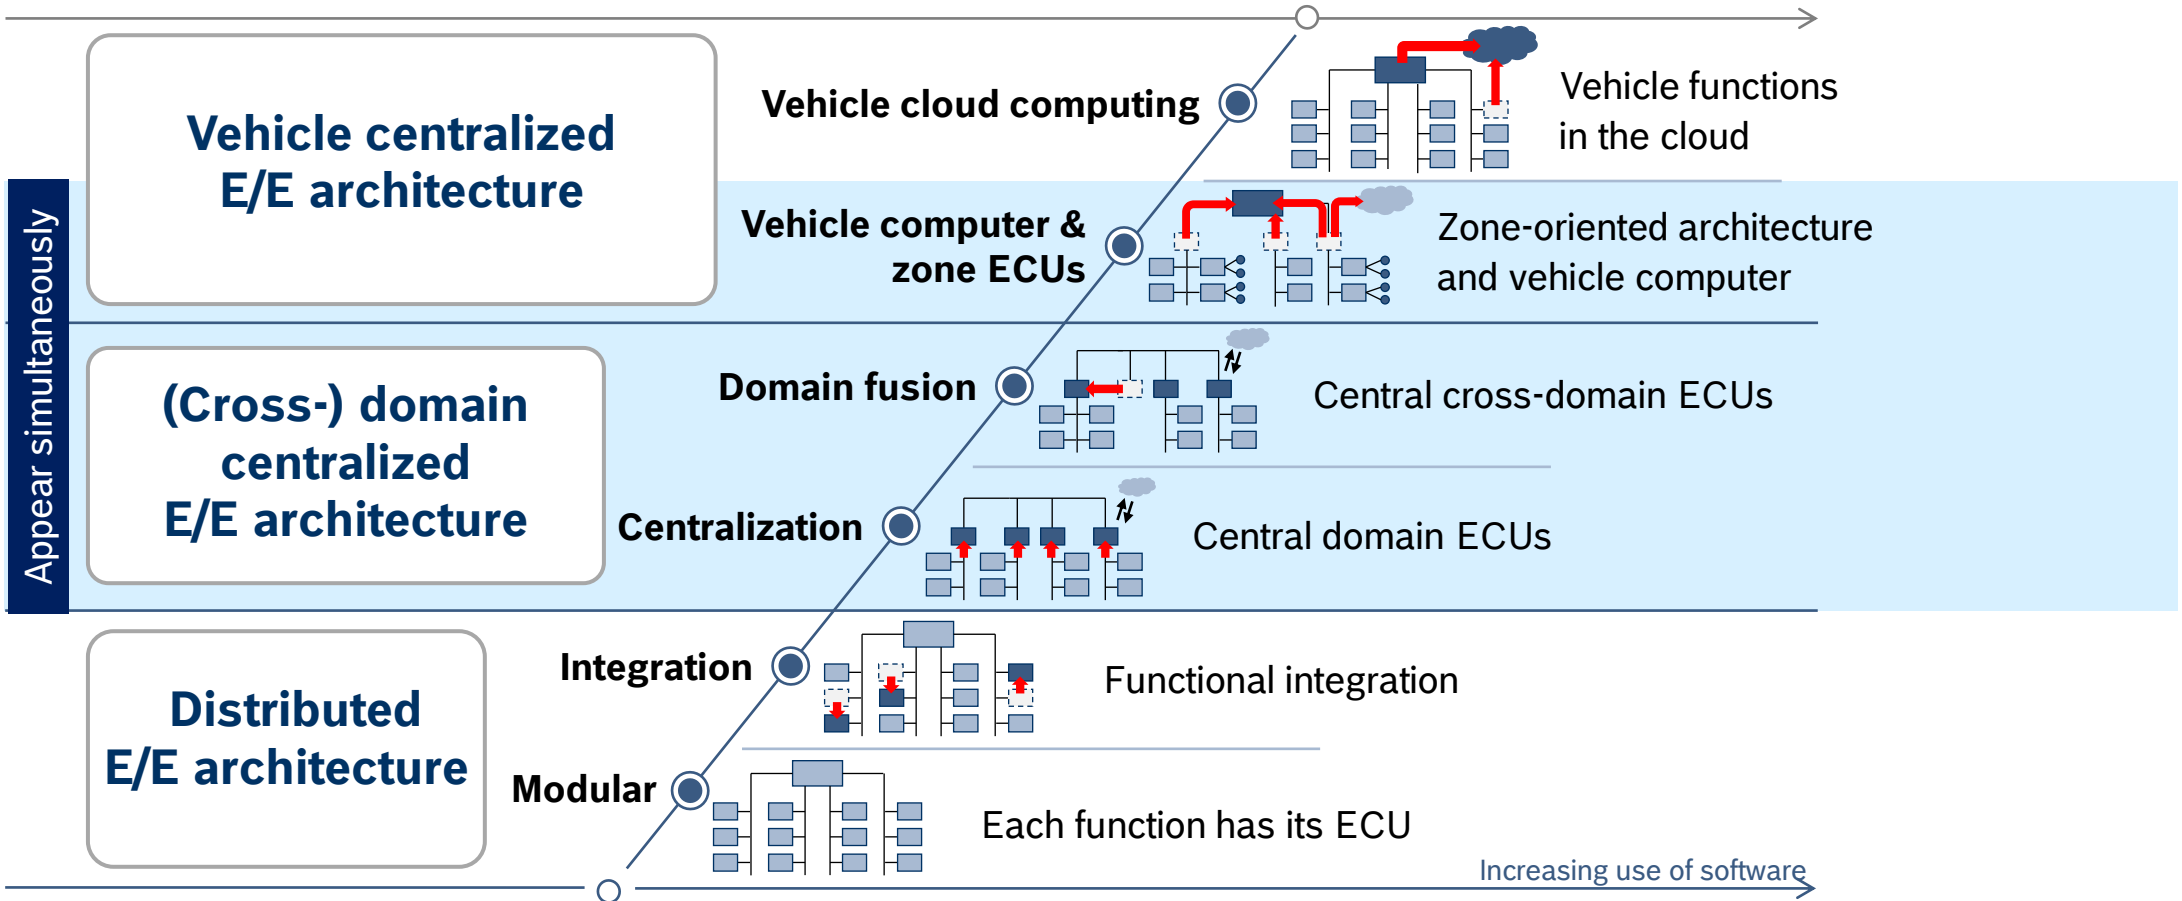 Vehicle centralized
E/E architecture
Vehicle cloud computing
Vehicle functions
in the cloud
Vehicle computer &
zone ECUs
Zone-oriented architecture
and vehicle computer
Appear simultaneously
(Cross-) domain
centralized
E/E architecture
Domain fusion
Central cross-domain ECUs
Centralization
Central domain ECUs
Distributed
E/E architecture
Integration
Functional integration
Modular
Each function has its ECU
Increasing use of software